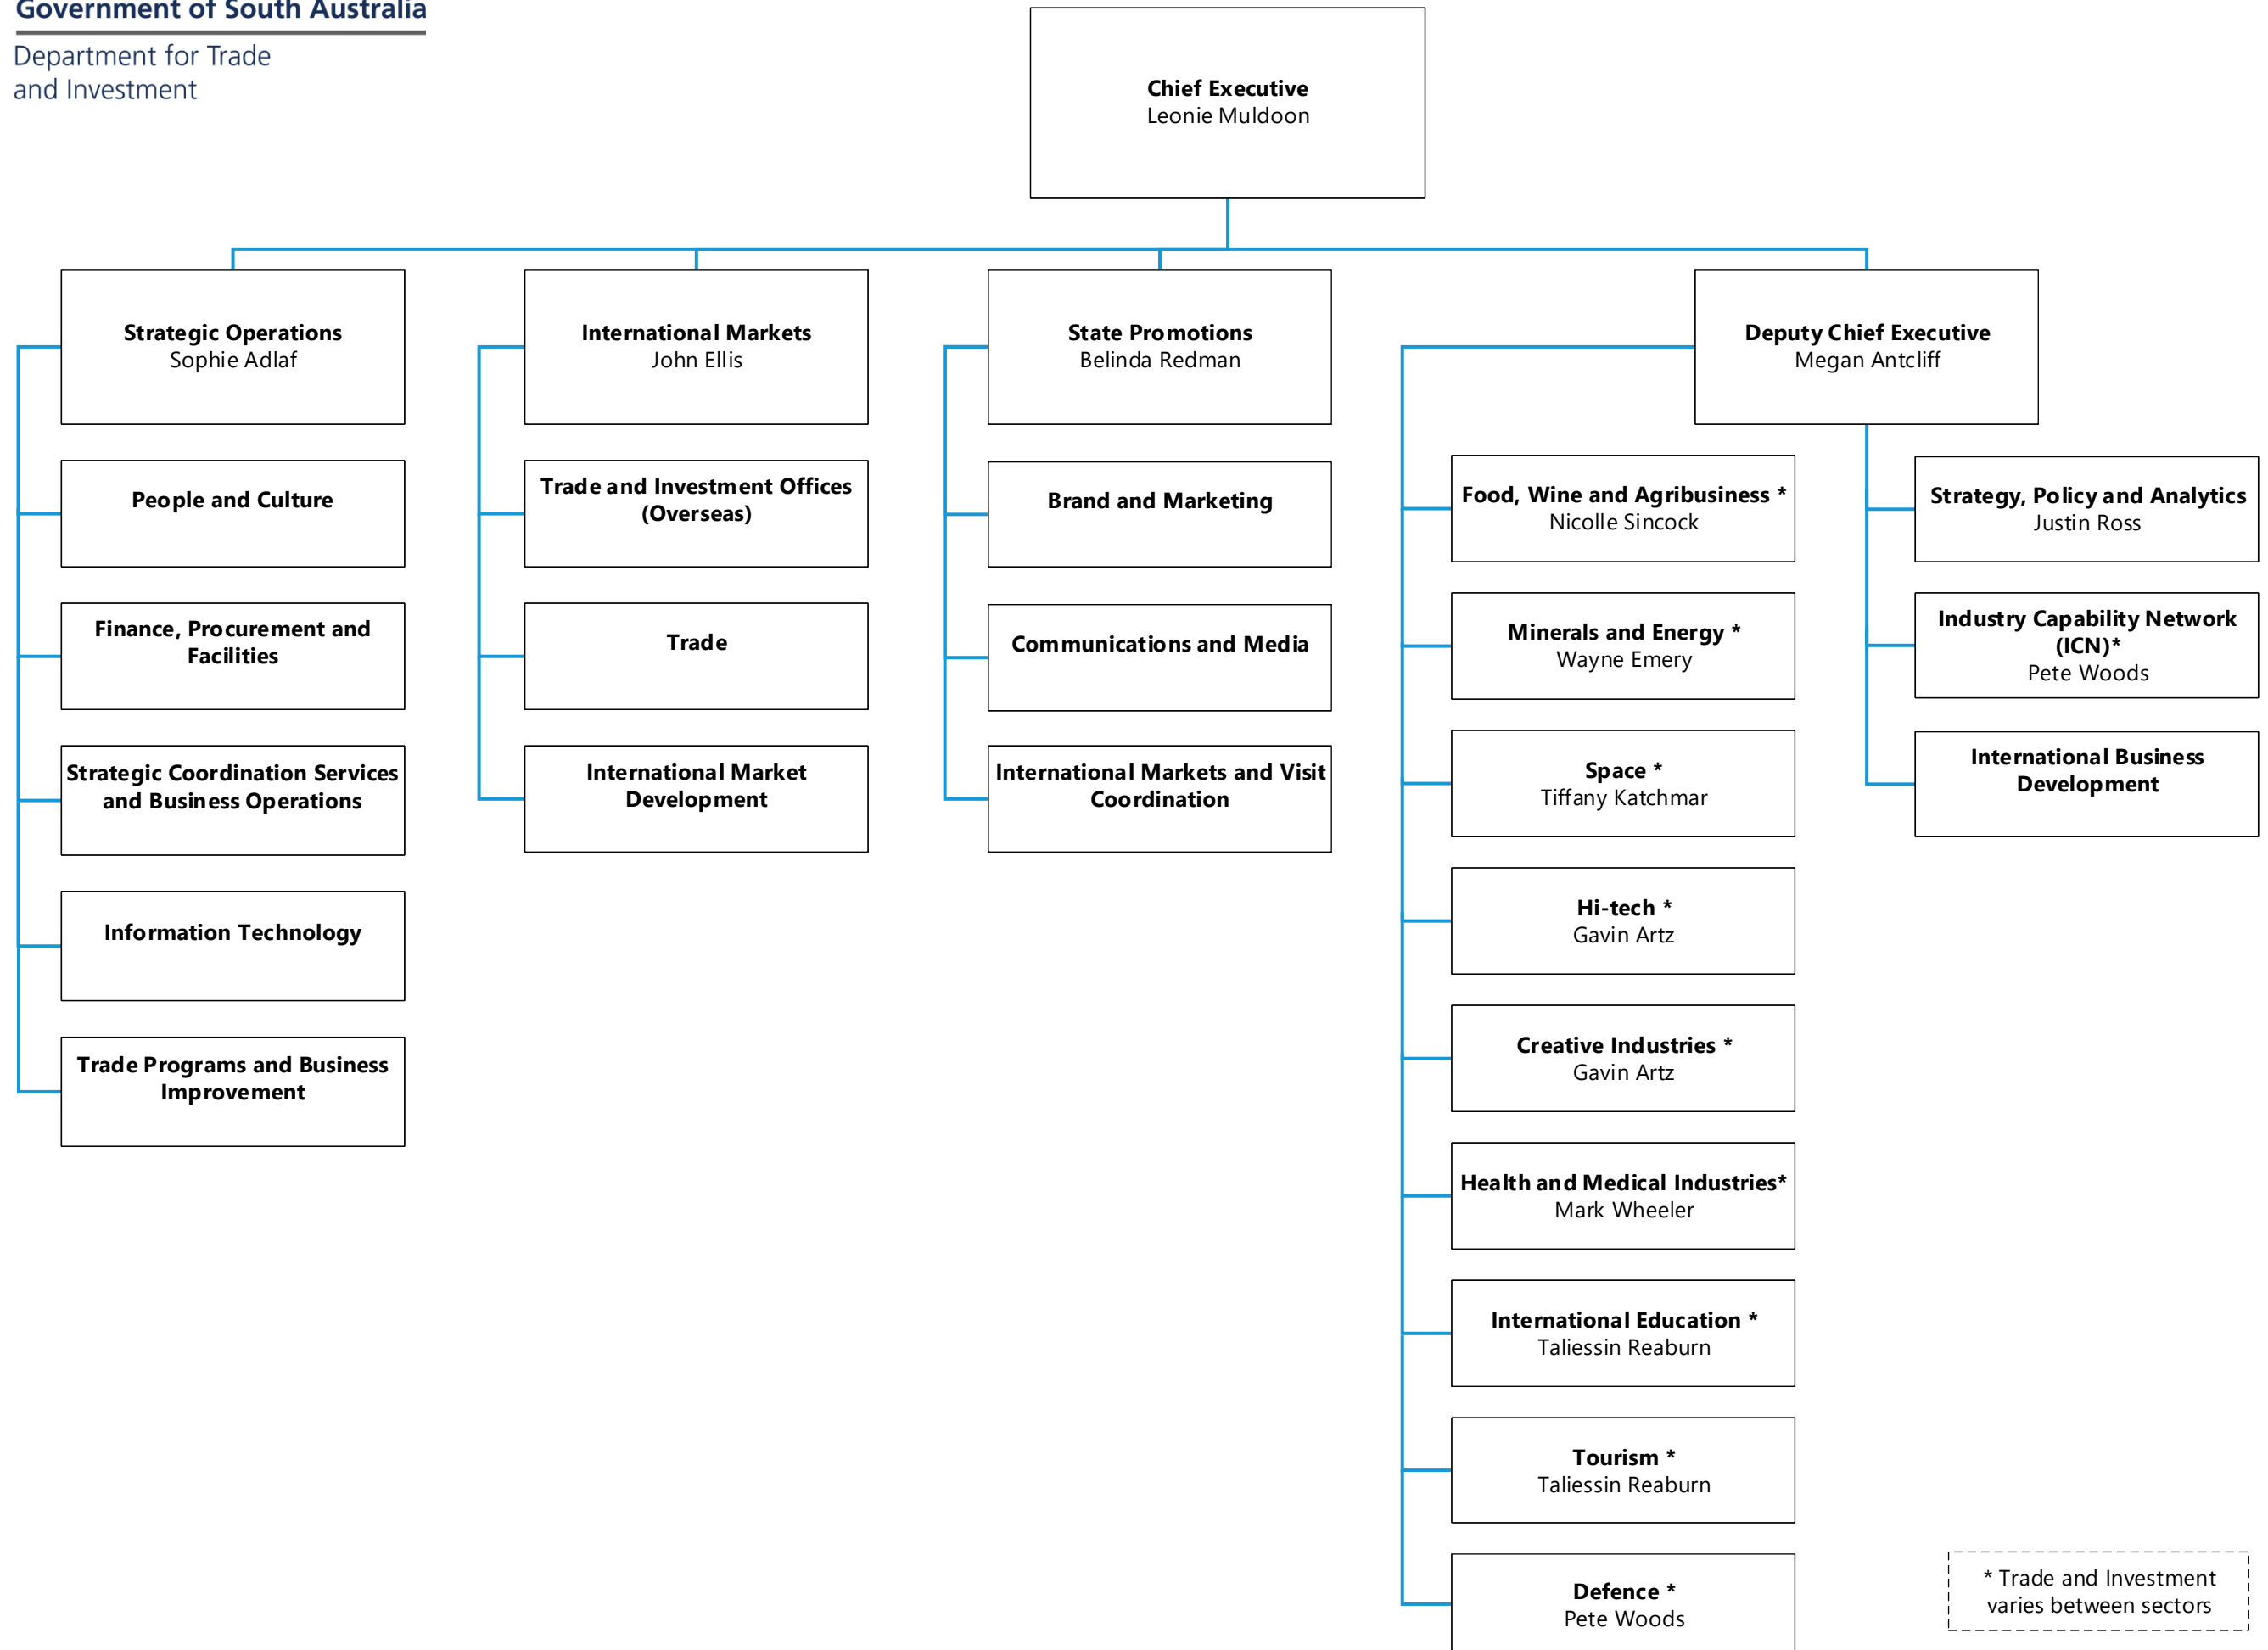 Government of South Australia
Department for Trade
and Investment
Chief Executive
Leonie Muldoon
Strategic Operations
Sophie Adlaf
People and Culture
Finance, Procurement and
Facilities
Strategic Coordination Services
and Business Operations
Information Technology
Trade Programs and Business
Improvement
International Markets
John Ellis
Trade and Investment Offices
(Overseas)
Trade
International Market
Development
State Promotions
Belinda Redman
Brand and Marketing
Communications and Media
International Markets and Visit
Coordination
Deputy Chief Executive
Megan Antcliff
Food, Wine and Agribusiness *
Nicolle Sincock
Minerals and Energy *
Wayne Emery
Space *
Tiffany Katchmar
Hi-tech *
Gavin Artz
Creative Industries *
Gavin Artz
Health and Medical Industries*
Mark Wheeler
International Education *
Taliessin Reaburn
Tourism *
Taliessin Reaburn
Defence *
Pete Woods
Strategy, Policy and Analytics
Justin Ross
Industry Capability Network
(ICN)*
Pete Woods
International Business
Development
* Trade and Investment
varies between sectors